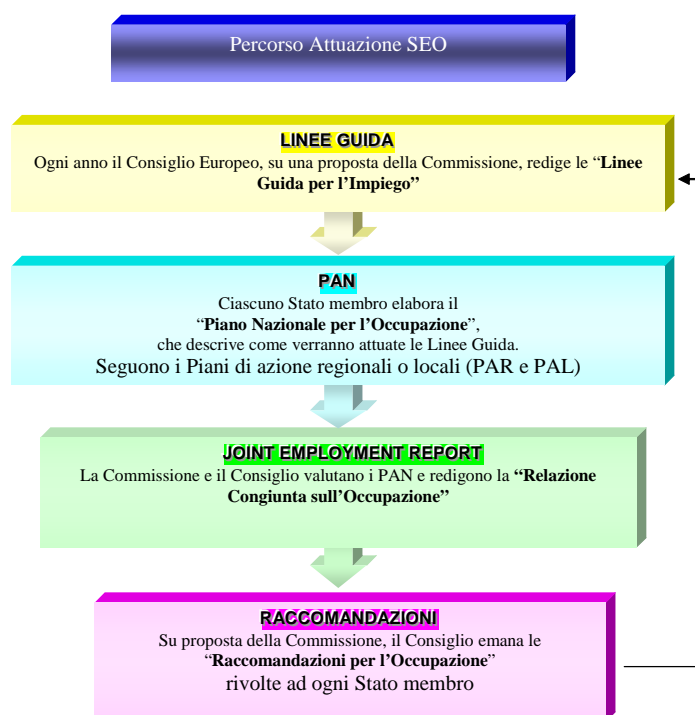 Percorso Attuazione SEO
LINEE GUIDA
Ogni anno il Consiglio Europeo, su una proposta della Commissione, redige le “Linee
Guida per l’Impiego”
PAN
Ciascuno Stato membro elabora il
“Piano Nazionale per l’Occupazione”,
che descrive come verranno attuate le Linee Guida.
Seguono i Piani di azione regionali o locali (PAR e PAL)
JOINT EMPLOYMENT REPORT
La Commissione e il Consiglio valutano i PAN e redigono la “Relazione
Congiunta sull’Occupazione”
RACCOMANDAZIONI
Su proposta della Commissione, il Consiglio emana le
“Raccomandazioni per l’Occupazione”
rivolte ad ogni Stato membro